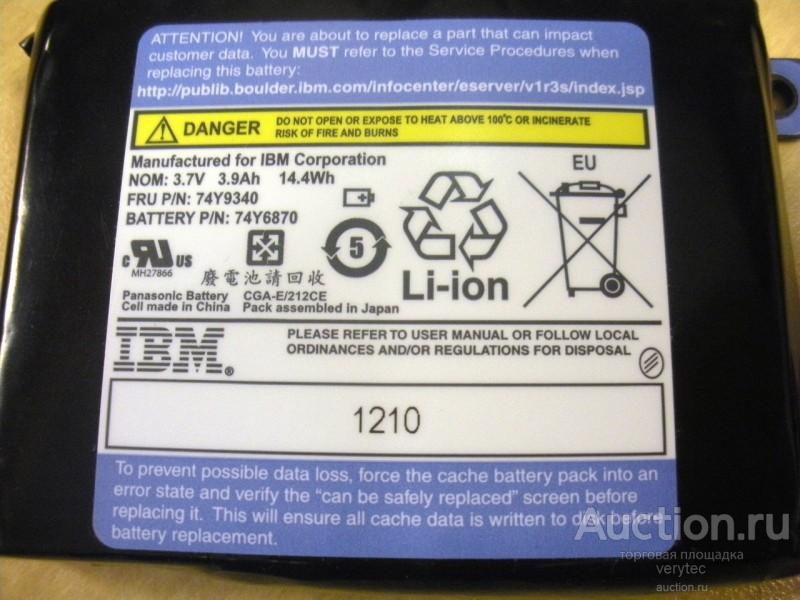 ATTENTION! You are about to replace a part that can impact
customer data. You MUST refer to the Service Procedures when
replacing this battery:
http://publib.boulder.ibm.com/infocenter/eserver/v1r3s/index.jsp
DANGER
DO NOT OPEN OR EXPOSE TO HEAT ABOVE 100°C OR INCINERATE
RISK OF FIRE AND BURNS
Manufactured for IBM Corporation
NOM: 3.7V 3.9Ah 14.4Wh
FRU P/N: 74Y9340
BATTERY P/N: 74Y6870
c RU US
MH27866
5
廢電池請回收
Li-ion
EU
Panasonic Battery CGA-E/212CE
Cell made in China Pack assembled in Japan
IBM®
PLEASE REFER TO USER MANUAL OR FOLLOW LOCAL
ORDINANCES AND/OR REGULATIONS FOR DISPOSAL
1210
To prevent possible data loss, force the cache battery pack into an
error state and verify the "can be safely replaced" screen before
replacing it. This will ensure all cache data is written to disk before
battery replacement.
Auction.ru
торговая площадка
verytec
auction.ru